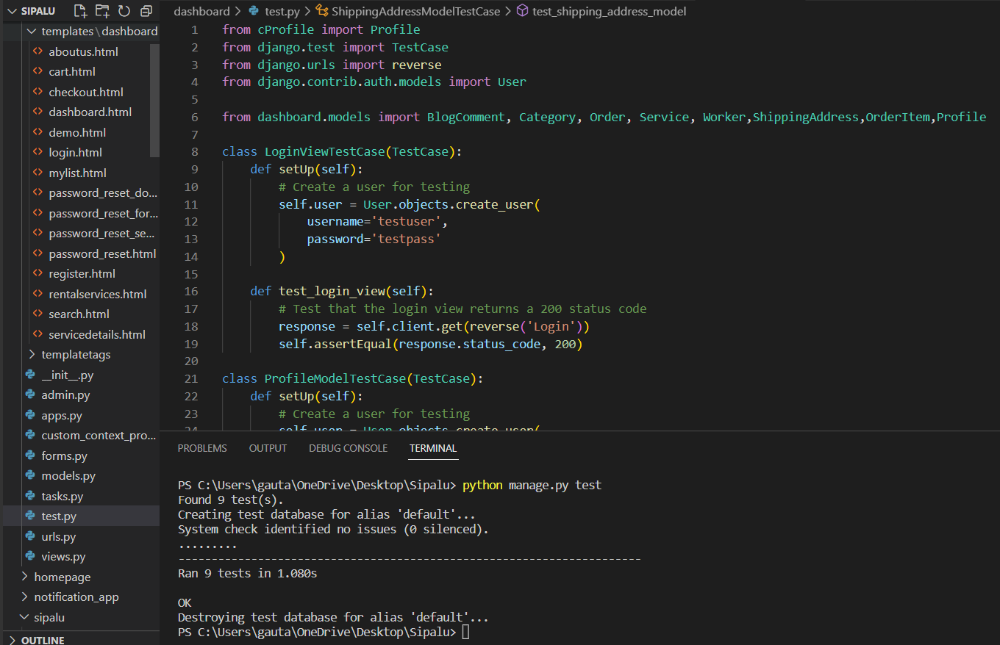 SIPALU
templates\dashboard
aboutus.html
cart.html
checkout.html
dashboard.html
demo.html
login.html
mylist.html
password_reset_do...
password_reset_for...
password_reset_se...
password_reset.html
register.html
rentalservices.html
search.html
servicedetails.html
templatetags
__init__.py
admin.py
apps.py
custom_context_pro...
forms.py
models.py
tasks.py
test.py
urls.py
views.py
homepage
notification_app
sipalu
OUTLINE
dashboard > test.py > ShippingAddressModelTestCase > test_shipping_address_model
1 from cProfile import Profile
2 from django.test import TestCase
3 from django.urls import reverse
4 from django.contrib.auth.models import User
5
6 from dashboard.models import BlogComment, Category, Order, Service, Worker,ShippingAddress,OrderItem,Profile
7
8 class LoginViewTestCase(TestCase):
9     def setUp(self):
10         # Create a user for testing
11         self.user = User.objects.create_user(
12             username='testuser',
13             password='testpass'
14         )
15
16     def test_login_view(self):
17         # Test that the login view returns a 200 status code
18         response = self.client.get(reverse('Login'))
19         self.assertEqual(response.status_code, 200)
20
21 class ProfileModelTestCase(TestCase):
22     def setUp(self):
23         # Create a user for testing
24         self.user = User.objects.create_user(
PROBLEMS OUTPUT DEBUG CONSOLE TERMINAL
PS C:\Users\gauta\OneDrive\Desktop\Sipalu> python manage.py test
Found 9 test(s).
Creating test database for alias 'default'...
System check identified no issues (0 silenced).
.........
----------------------------------------------------------------------
Ran 9 tests in 1.080s
OK
Destroying test database for alias 'default'...
PS C:\Users\gauta\OneDrive\Desktop\Sipalu>